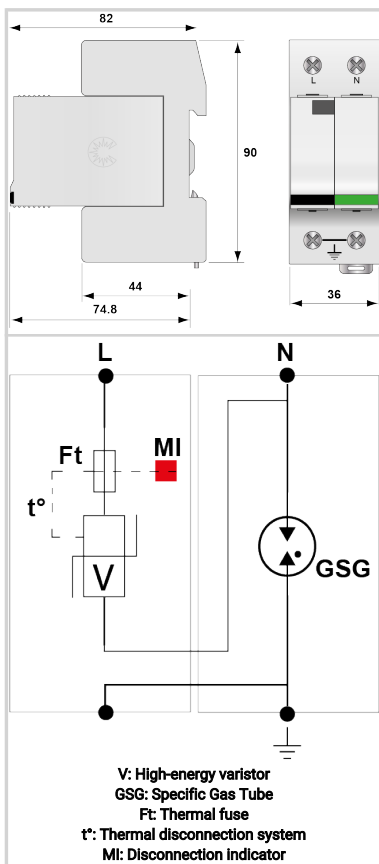 82
L N
90
44
36
74.8
L N
Ft MI
t°
V
GSG
V: High-energy varistor
GSG: Specific Gas Tube
Ft: Thermal fuse
t°: Thermal disconnection system
MI: Disconnection indicator